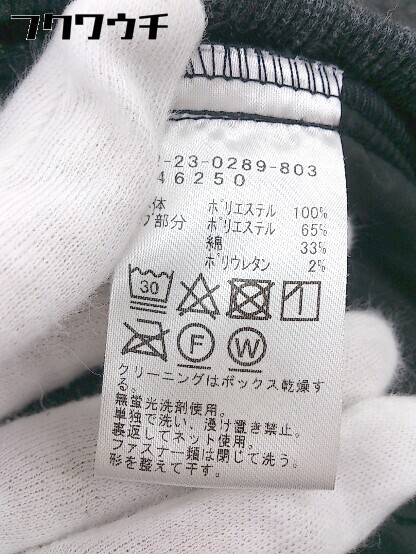 フクウチ
-23-0289-803
46250
体 ポリエステル 100%
部分 ポリエステル 65%
綿 33%
ポリウレタン 2%
30
F W
クリーニングはボックス乾燥す
る。
無蛍光洗剤使用。
単独で洗い、浸け置き禁止。
裏返してネット使用。
ファスナー類は閉じて洗う。
形を整えて干す。